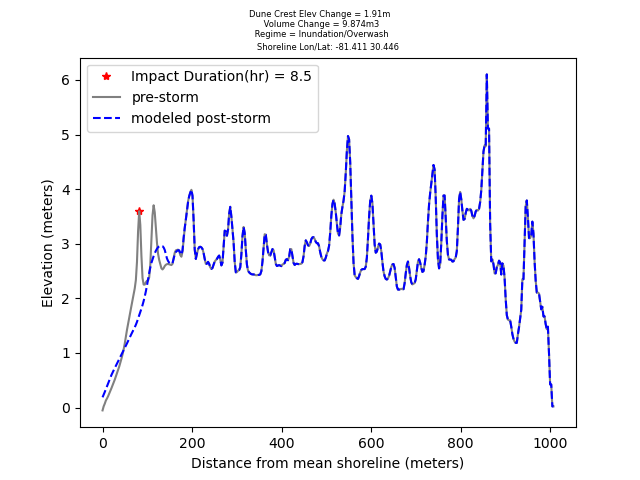 Dune Crest Elev Change = 1.91m
Volume Change = 9.874m3
Regime = Inundation/Overwash
Shoreline Lon/Lat: -81.411 30.446
Impact Duration(hr) = 8.5
pre-storm
modeled post-storm
6
5
4
3
2
1
0
Elevation (meters)
0 200 400 600 800 1000
Distance from mean shoreline (meters)